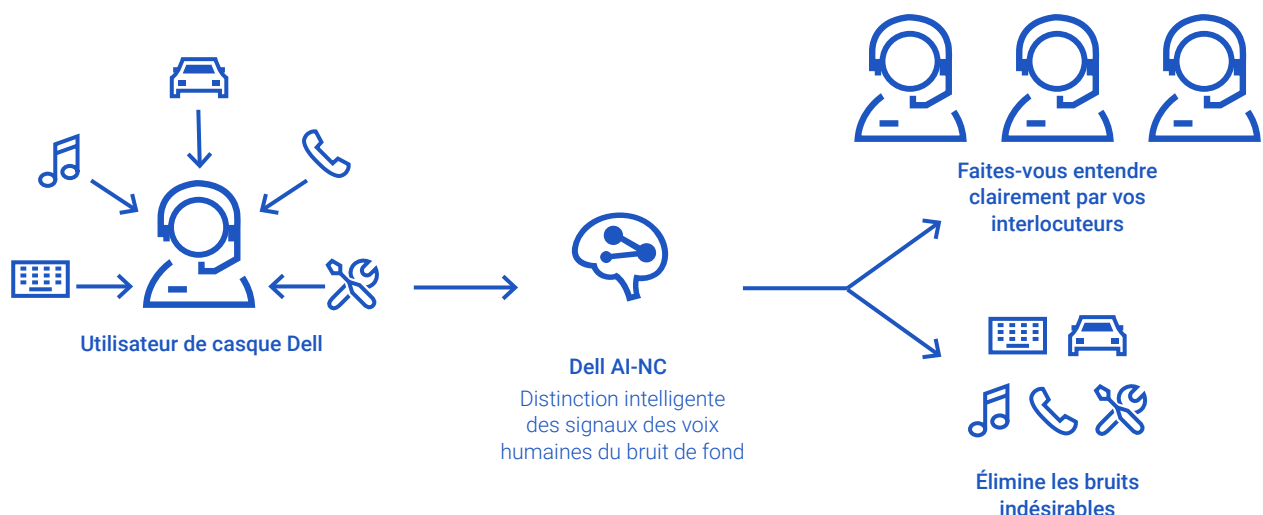 Faites-vous entendre
clairement par vos
interlocuteurs
Utilisateur de casque Dell
Dell AI-NC
Distinction intelligente
des signaux des voix
humaines du bruit de fond
Élimine les bruits
indésirables